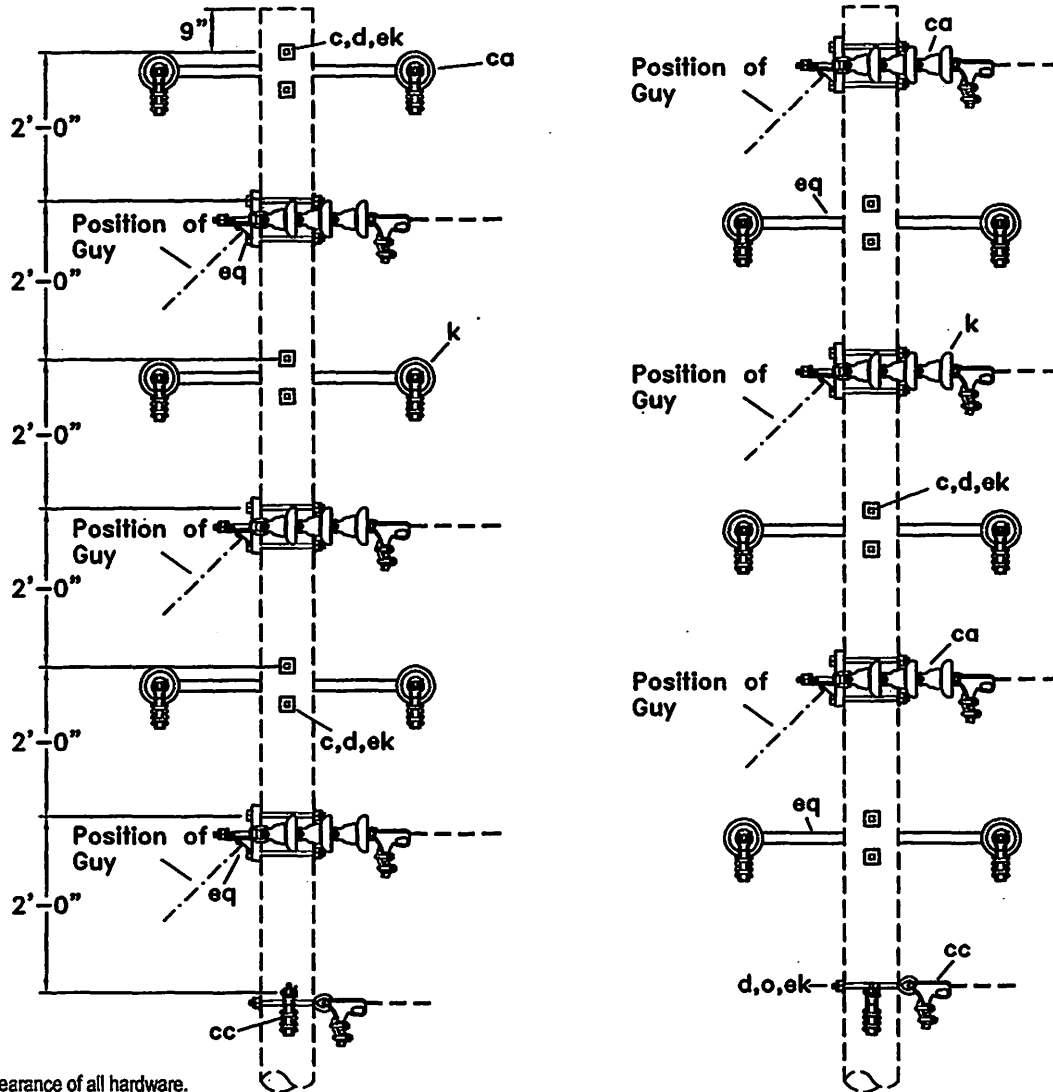 9"
c,d,ek
ca
2'-0"
Position of
Guy
eq
2'-0"
k
2'-0"
Position of
Guy
2'-0"
c,d,ek
2'-0"
Position of
Guy
eq
2'-0"
cc
earance of all hardware.
ca
Position of
Guy
eq
k
Position of
Guy
c,d,ek
ca
Position of
Guy
eq
cc
d,o,ek